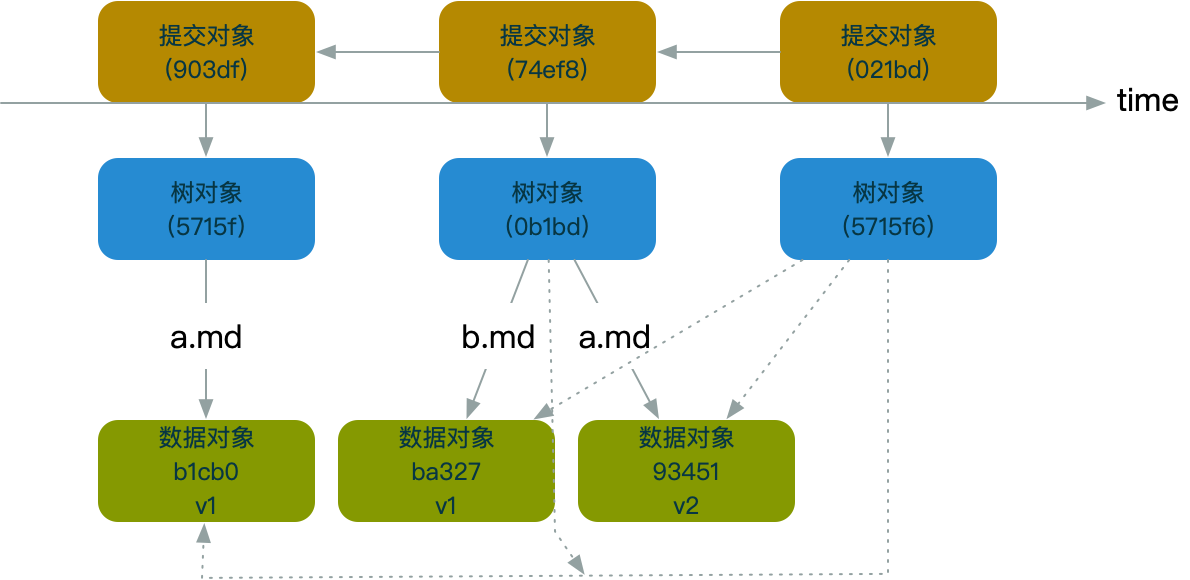 提交对象
(903df)
提交对象
(74ef8)
提交对象
(021bd)
time
树对象
(5715f)
树对象
(0b1bd)
树对象
(5715f6)
a.md
b.md
a.md
数据对象
b1cb0
v1
数据对象
ba327
v1
数据对象
93451
v2